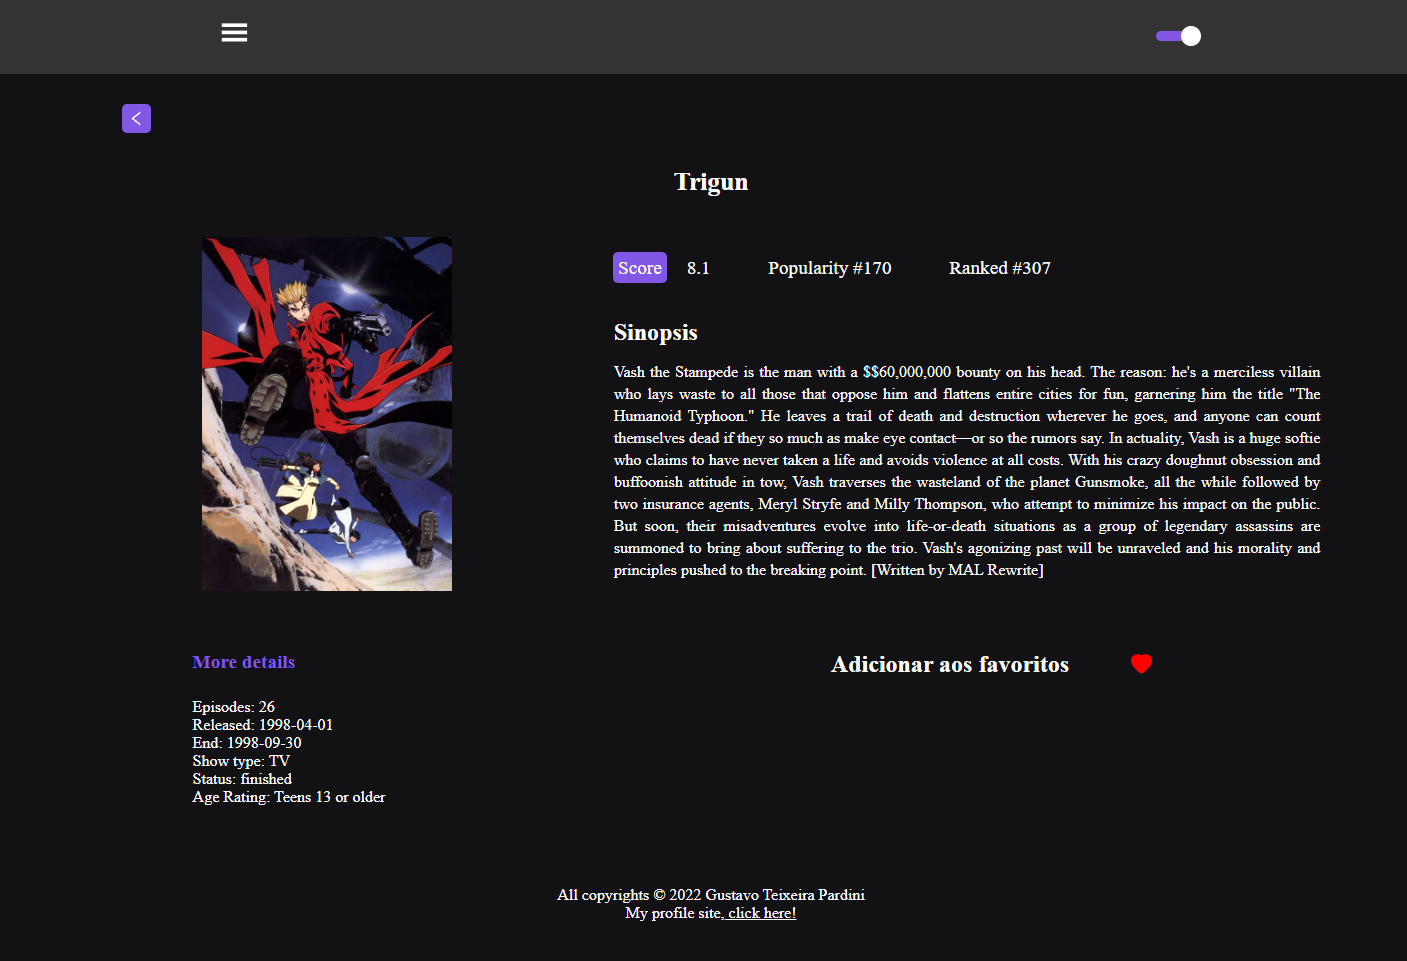 Trigun
Score 8.1 Popularity #170 Ranked #307
Sinopsis
Vash the Stampede is the man with a $$60,000,000 bounty on his head. The reason: he's a merciless villain
who lays waste to all those that oppose him and flattens entire cities for fun, garnering him the title "The
Humanoid Typhoon." He leaves a trail of death and destruction wherever he goes, and anyone can count
themselves dead if they so much as make eye contact—or so the rumors say. In actuality, Vash is a huge softie
who claims to have never taken a life and avoids violence at all costs. With his crazy doughnut obsession and
buffoonish attitude in tow, Vash traverses the wasteland of the planet Gunsmoke, all the while followed by
two insurance agents, Meryl Stryfe and Milly Thompson, who attempt to minimize his impact on the public.
But soon, their misadventures evolve into life-or-death situations as a group of legendary assassins are
summoned to bring about suffering to the trio. Vash's agonizing past will be unraveled and his morality and
principles pushed to the breaking point. [Written by MAL Rewrite]
More details
Episodes: 26
Released: 1998-04-01
End: 1998-09-30
Show type: TV
Status: finished
Age Rating: Teens 13 or older
Adicionar aos favoritos
All copyrights © 2022 Gustavo Teixeira Pardini
My profile site, click here!